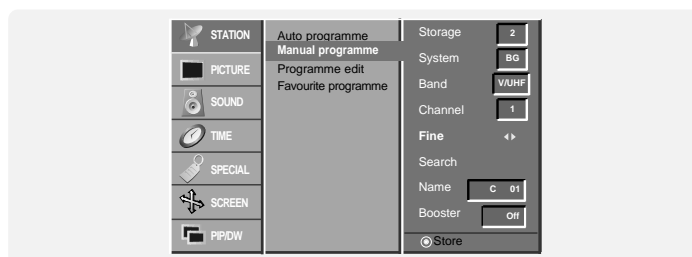 STATION
PICTURE
SOUND
TIME
SPECIAL
SCREEN
PIP/DW
Auto programme
Manual programme
Programme edit
Favourite programme
Storage 2
System BG
Band V/UHF
Channel 1
Fine
Search
Name C 01
Booster Off
Store